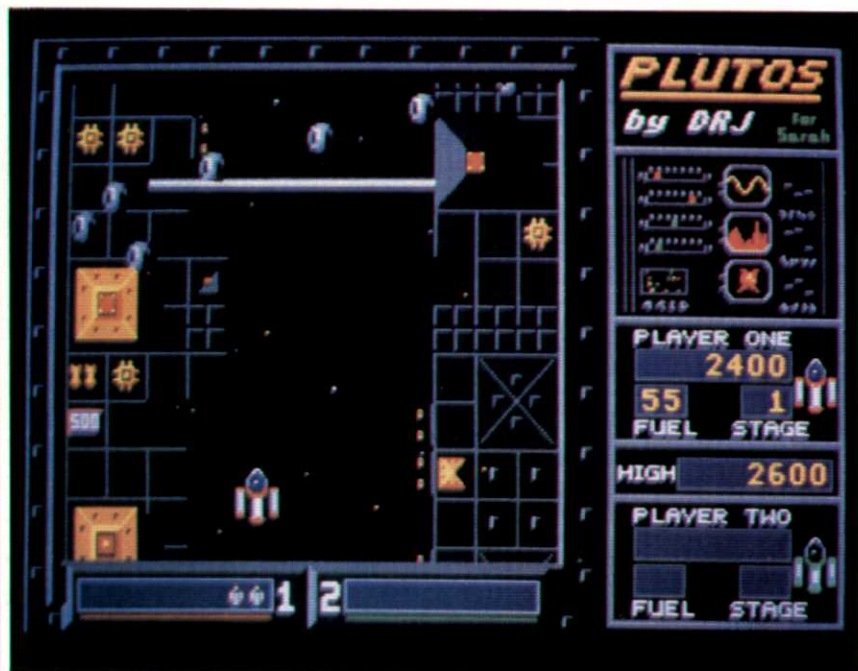 PLUTOS
by DRJ
For
Sarah
PLAYER ONE
2400
55 1
FUEL STAGE
500
HIGH 2600
PLAYER TWO
FUEL STAGE
1 2